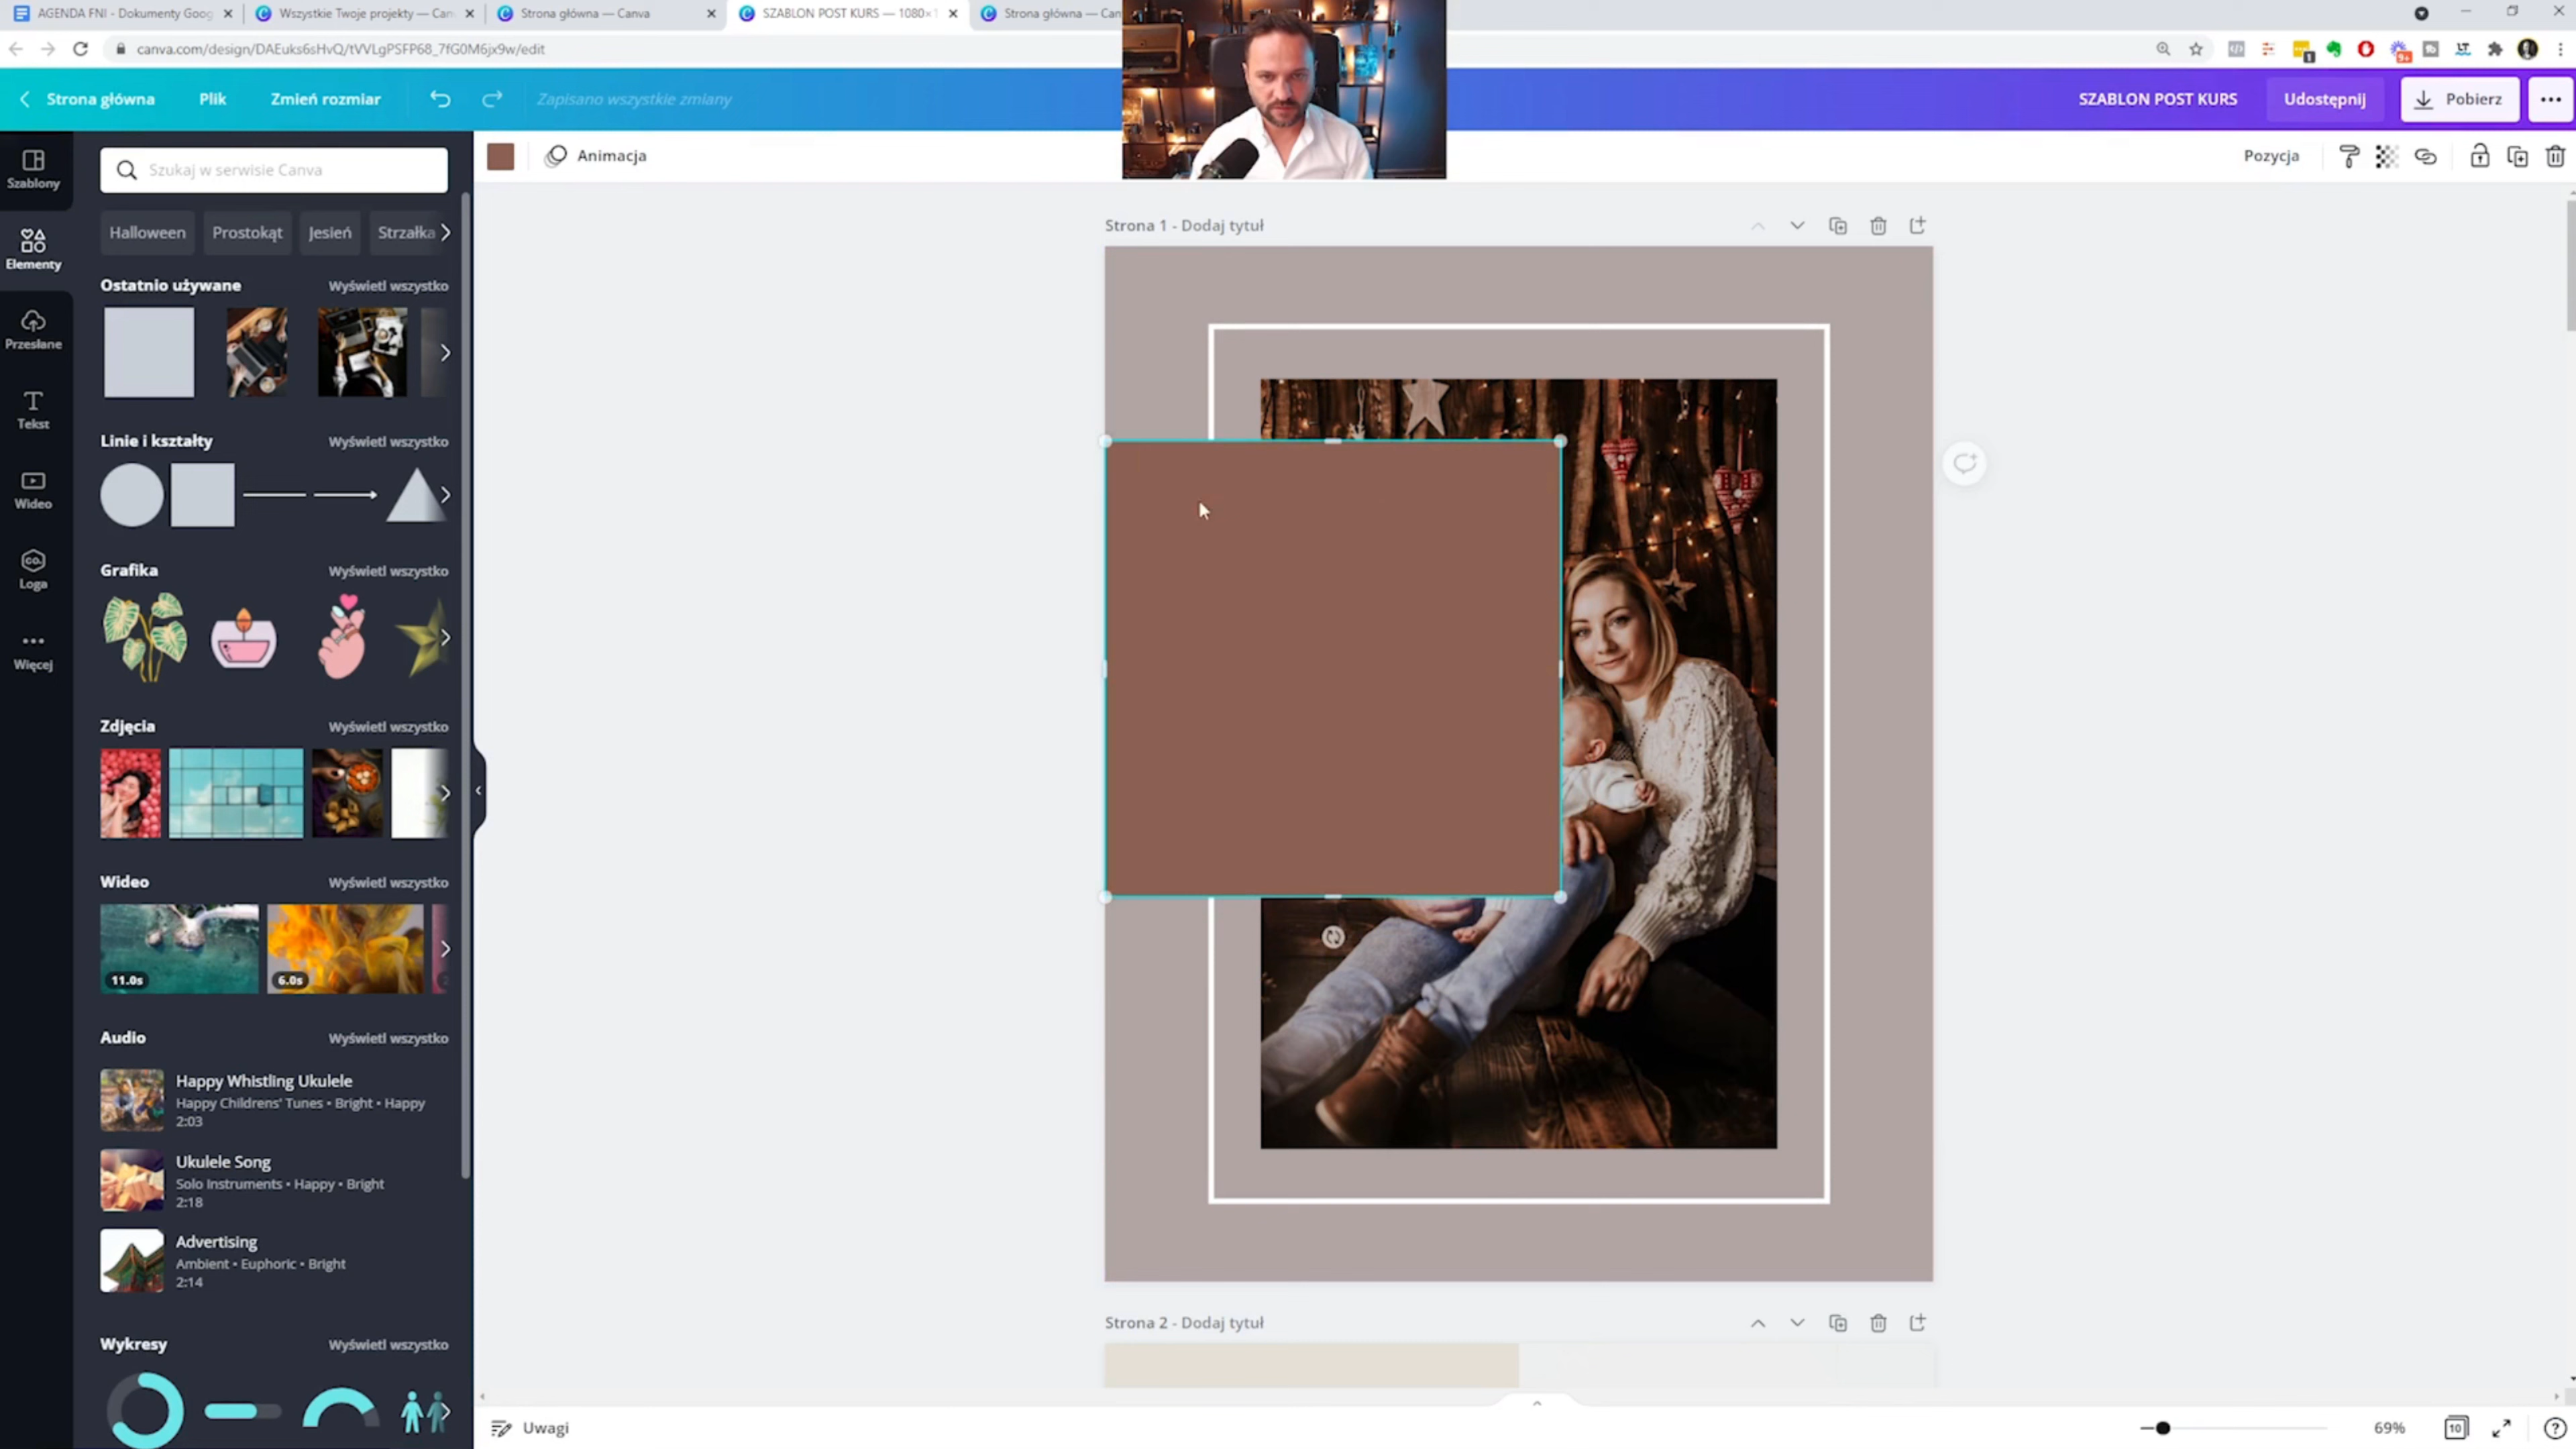 AGENDA FNI - Dokumenty Goog
Wszystkie Twoje projekty — Can
Strona główna — Canva
SZABLON POST KURS — 1080×1
Strona główna — Can
canva.com/design/DAEuks6sHvQ/tVVLgPSFP68_7fG0M6jx9w/edit
Strona główna
Plik
Zmień rozmiar
Zapisano wszystkie zmiany
SZABLON POST KURS
Udostępnij
Pobierz
Szablony
Elementy
Przesłane
Tekst
Wideo
Loga
Więcej
Szukaj w serwisie Canva
Halloween
Prostokąt
Jesień
Strzałka
Ostatnio używane
Wyświetl wszystko
Linie i kształty
Wyświetl wszystko
Grafika
Wyświetl wszystko
Zdjęcia
Wyświetl wszystko
Wideo
Wyświetl wszystko
11.0s
6.0s
Audio
Wyświetl wszystko
Happy Whistling Ukulele
Happy Childrens' Tunes • Bright • Happy
2:03
Ukulele Song
Solo Instruments • Happy • Bright
2:18
Advertising
Ambient • Euphoric • Bright
2:14
Wykresy
Wyświetl wszystko
Animacja
Pozycja
Strona 1 - Dodaj tytuł
Strona 2 - Dodaj tytuł
Uwagi
69%
10